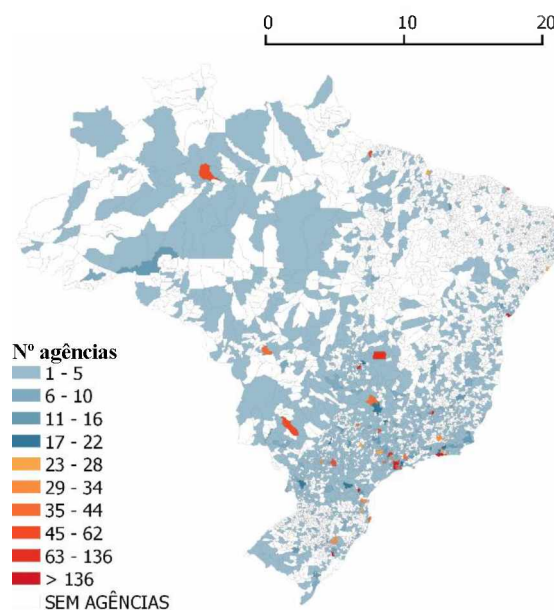 0 10 20
Nº agências
1 - 5
6 - 10
11 - 16
17 - 22
23 - 28
29 - 34
35 - 44
45 - 62
63 - 136
> 136
SEM AGÊNCIAS